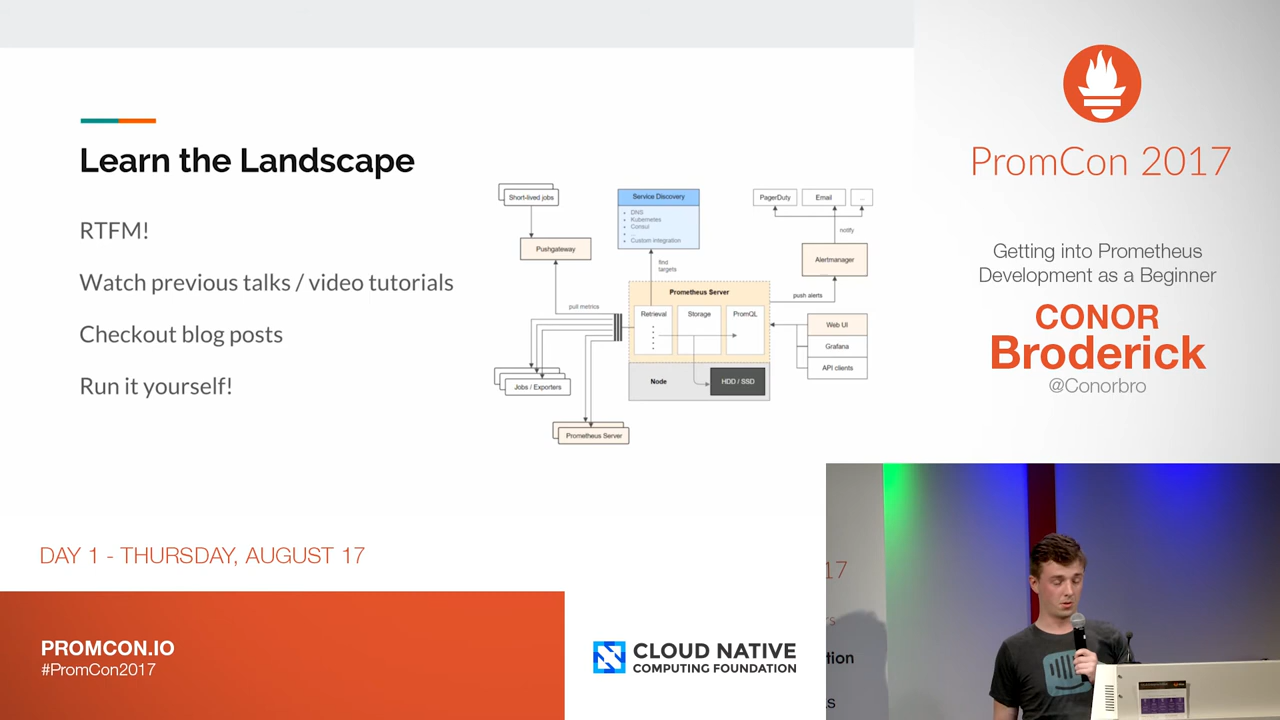 Learn the Landscape
RTFM!
Watch previous talks / video tutorials
Checkout blog posts
Run it yourself!
Short-lived jobs
Pushgateway
Service Discovery
DNS
Kubernetes
Consul
...
Custom integration
find
targets
PagerDuty
Email
...
notify
Alertmanager
push alerts
pull metrics
Prometheus Server
Retrieval
Storage
PromQL
Node
HDD / SSD
Web UI
Grafana
API clients
Jobs / Exporters
Prometheus Server
PromCon 2017
Getting into Prometheus
Development as a Beginner
CONOR
Broderick
@Conorbro
DAY 1 - THURSDAY, AUGUST 17
PROMCON.IO
#PromCon2017
CLOUD NATIVE
COMPUTING FOUNDATION
17